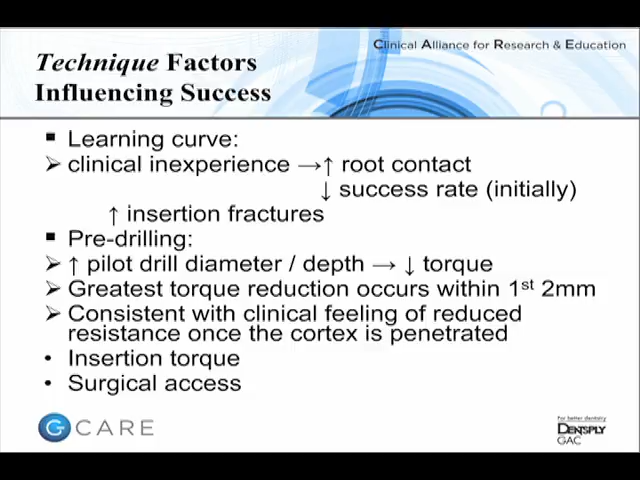 Clinical Alliance for Research & Education
Technique Factors
Influencing Success
▪ Learning curve:
➢ clinical inexperience →↑ root contact
↓ success rate (initially)
↑ insertion fractures
▪ Pre-drilling:
➢ ↑ pilot drill diameter / depth → ↓ torque
➢ Greatest torque reduction occurs within 1st 2mm
➢ Consistent with clinical feeling of reduced
resistance once the cortex is penetrated
• Insertion torque
• Surgical access
G CARE
For better dentistry
DENTSPLY
GAC